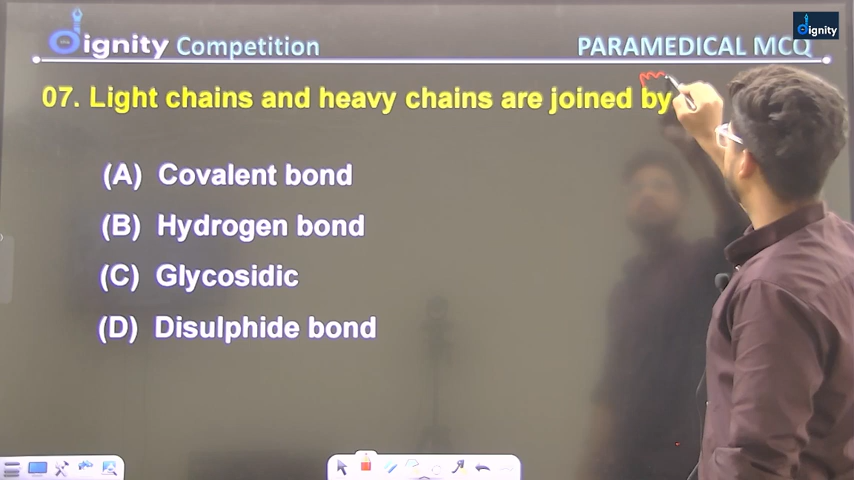 dignity Competition
PARAMEDICAL MCQ
dignity
07. Light chains and heavy chains are joined by
(A) Covalent bond
(B) Hydrogen bond
(C) Glycosidic
(D) Disulphide bond